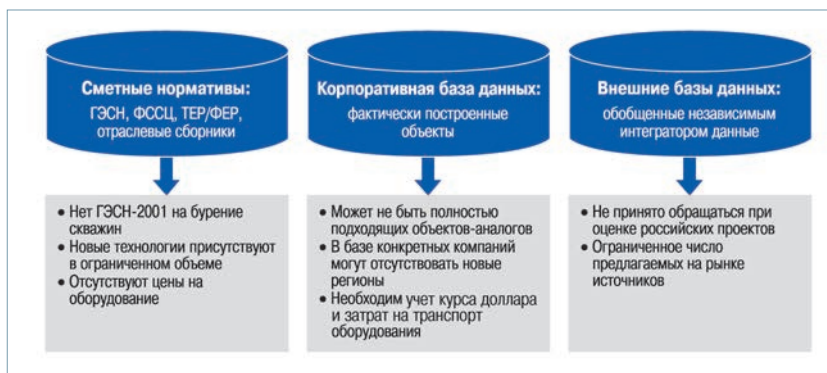 Сметные нормативы:
ГЭСН, ФССЦ, ТЕР/ФЕР,
отраслевые сборники
• Нет ГЭСН-2001 на бурение
скважин
• Новые технологии присутствуют
в ограниченном объеме
• Отсутствуют цены на
оборудование
Корпоративная база данных:
фактически построенные
объекты
• Может не быть полностью
подходящих объектов-аналогов
• В базе конкретных компаний
могут отсутствовать новые
регионы
• Необходим учет курса доллара
и затрат на транспорт
оборудования
Внешние базы данных:
обобщенные независимым
интегратором данные
• Не принято обращаться при
оценке российских проектов
• Ограниченное число
предлагаемых на рынке
источников